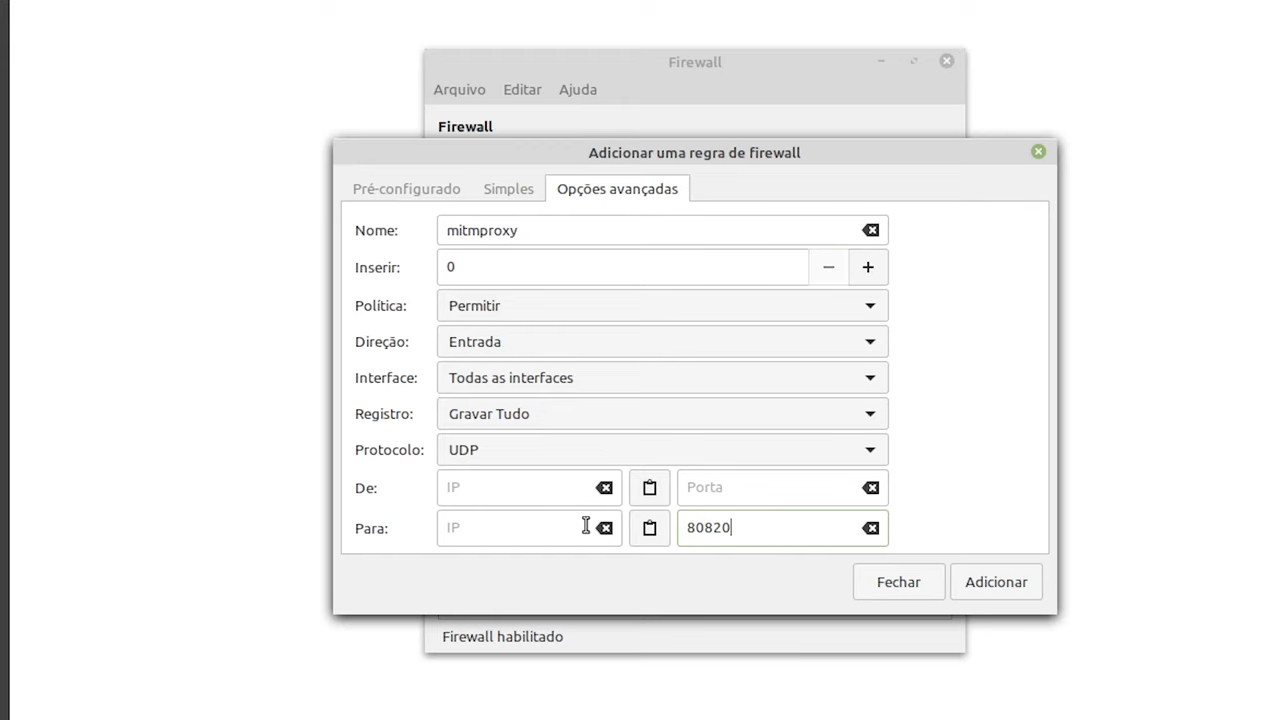 Firewall
Arquivo Editar Ajuda
Firewall
Adicionar uma regra de firewall
Pré-configurado Simples Opções avançadas
Nome: mitmproxy
Inserir: 0
Política: Permitir
Direção: Entrada
Interface: Todas as interfaces
Registro: Gravar Tudo
Protocolo: UDP
De: IP Porta
Para: IP 80820
Fechar Adicionar
Firewall habilitado